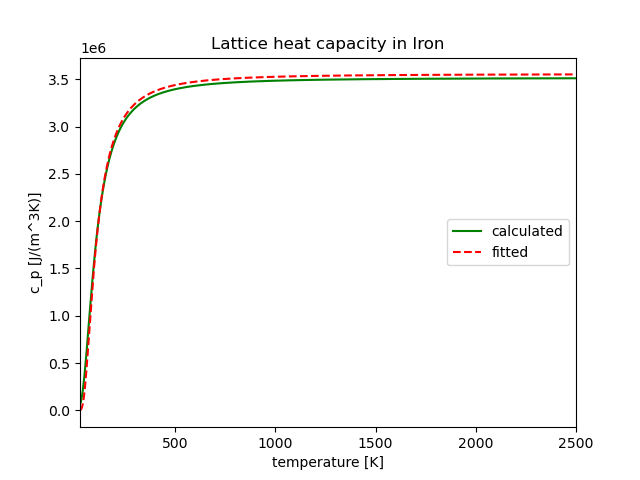 Lattice heat capacity in Iron
1e6
3.5
3.0
2.5
2.0
1.5
1.0
0.5
0.0
c_p [J/(m^3K)]
calculated
fitted
500 1000 1500 2000 2500
temperature [K]